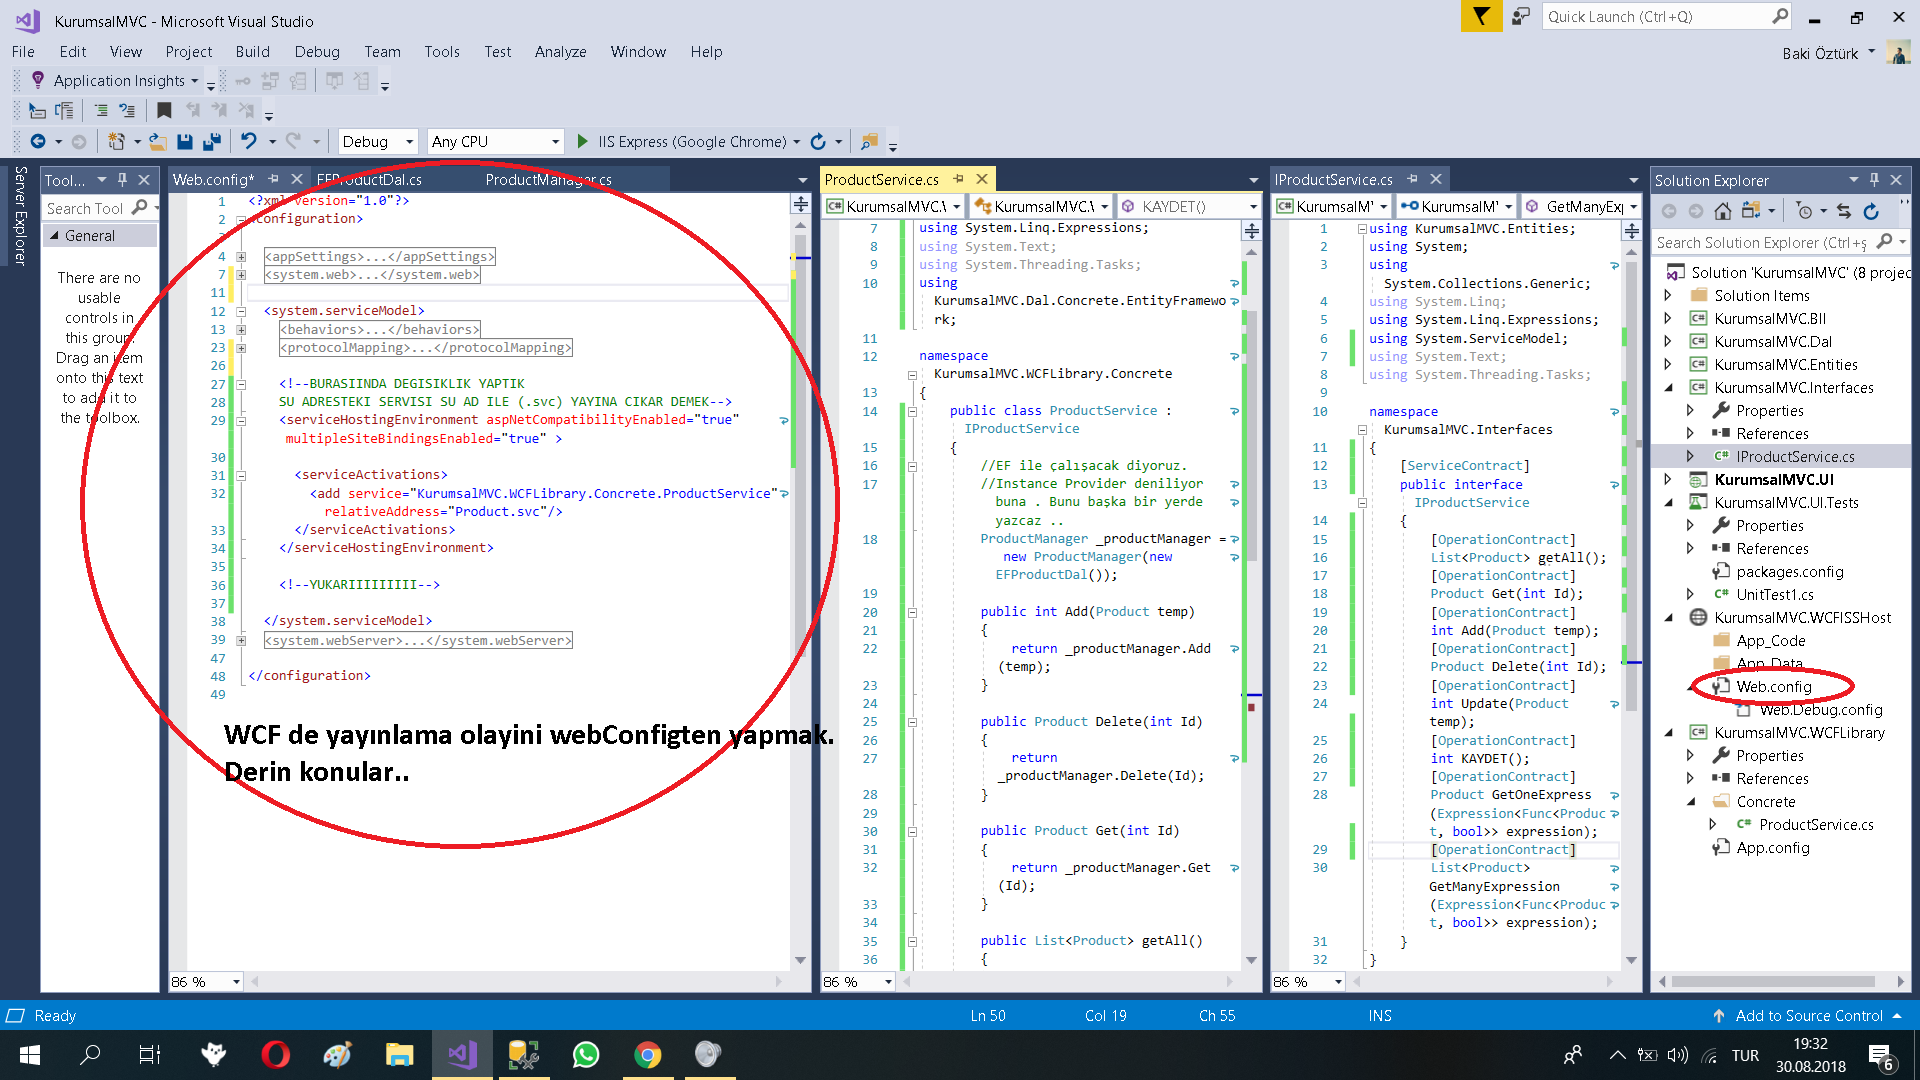 KurumsalMVC - Microsoft Visual Studio
Quick Launch (Ctrl+Q)
File Edit View Project Build Debug Team Tools Test Analyze Window Help
Baki Öztürk
Application Insights
Debug Any CPU IIS Express (Google Chrome)
Server Explorer
Tool...
Search Tool
General
There are no
usable
controls in
this group.
Drag an item
onto this text
to add it to
the toolbox.
Web.config* EFProductDal.cs ProductManager.cs
1 <?xml version="1.0"?>
2 <configuration>
4 <appSettings>...</appSettings>
7 <system.web>...</system.web>
11
12 <system.serviceModel>
13 <behaviors>...</behaviors>
23 <protocolMapping>...</protocolMapping>
26
27 <!--BURASIINDA DEGISIKLIK YAPTIK
28 SU ADRESTEKI SERVISI SU AD ILE (.svc) YAYINA CIKAR DEMEK-->
29 <serviceHostingEnvironment aspNetCompatibilityEnabled="true"
multipleSiteBindingsEnabled="true" >
30
31 <serviceActivations>
32 <add service="KurumsalMVC.WCFLibrary.Concrete.ProductService"
relativeAddress="Product.svc"/>
33 </serviceActivations>
34 </serviceHostingEnvironment>
35
36 <!--YUKARIIIIIIIII-->
37
38 </system.serviceModel>
39 <system.webServer>...</system.webServer>
47
48 </configuration>
49
WCF de yayınlama olayini webConfigten yapmak.
Derin konular..
86 %
ProductService.cs
KurumsalMVC.\ KurumsalMVC.\ KAYDET()
7 using System.Linq.Expressions;
8 using System.Text;
9 using System.Threading.Tasks;
10 using
KurumsalMVC.Dal.Concrete.EntityFramewo
rk;
11
12 namespace
KurumsalMVC.WCFLibrary.Concrete
13 {
14 public class ProductService :
IProductService
15 {
16 //EF ile çalışacak diyoruz.
17 //Instance Provider deniliyor
buna . Bunu başka bir yerde
yazcaz ..
18 ProductManager _productManager =
new ProductManager(new
EFProductDal());
19
20 public int Add(Product temp)
21 {
22 return _productManager.Add
(temp);
23 }
24
25 public Product Delete(int Id)
26 {
27 return
_productManager.Delete(Id);
28 }
29
30 public Product Get(int Id)
31 {
32 return _productManager.Get
(Id);
33 }
34
35 public List<Product> getAll()
36 {
86 %
IProductService.cs
KurumsalM\ KurumsalM\ GetManyExp
1 using KurumsalMVC.Entities;
2 using System;
3 using
System.Collections.Generic;
4 using System.Linq;
5 using System.Linq.Expressions;
6 using System.ServiceModel;
7 using System.Text;
8 using System.Threading.Tasks;
9
10 namespace
KurumsalMVC.Interfaces
11 {
12 [ServiceContract]
13 public interface
IProductService
14 {
15 [OperationContract]
16 List<Product> getAll();
17 [OperationContract]
18 Product Get(int Id);
19 [OperationContract]
20 int Add(Product temp);
21 [OperationContract]
22 Product Delete(int Id);
23 [OperationContract]
24 int Update(Product
temp);
25 [OperationContract]
26 int KAYDET();
27 [OperationContract]
28 Product GetOneExpress
(Expression<Func<Produc
t, bool>> expression);
29 [OperationContract]
30 List<Product>
GetManyExpression
(Expression<Func<Produc
t, bool>> expression);
31 }
32 }
86 %
Solution Explorer
Search Solution Explorer (Ctrl+ş
Solution 'KurumsalMVC' (8 projec
Solution Items
KurumsalMVC.Bll
KurumsalMVC.Dal
KurumsalMVC.Entities
KurumsalMVC.Interfaces
Properties
References
IProductService.cs
KurumsalMVC.UI
KurumsalMVC.UI.Tests
Properties
References
packages.config
UnitTest1.cs
KurumsalMVC.WCFISSHost
App_Code
App_Data
Web.config
Web.Debug.config
KurumsalMVC.WCFLibrary
Properties
References
Concrete
ProductService.cs
App.config
Ready Ln 50 Col 19 Ch 55 INS Add to Source Control
TUR
19:32
30.08.2018
6